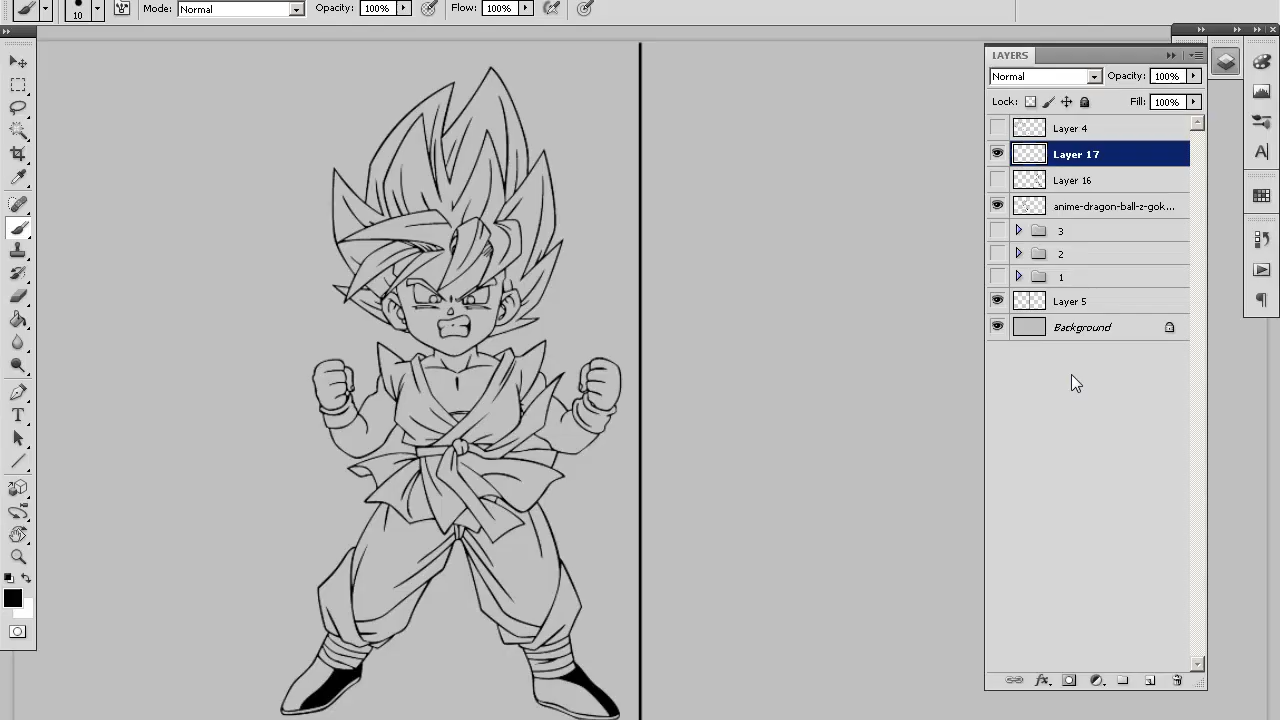 10 Mode: Normal Opacity: 100% Flow: 100%
LAYERS
Normal Opacity: 100%
Lock: Fill: 100%
Layer 4
Layer 17
Layer 16
anime-dragon-ball-z-gok...
3
2
1
Layer 5
Background